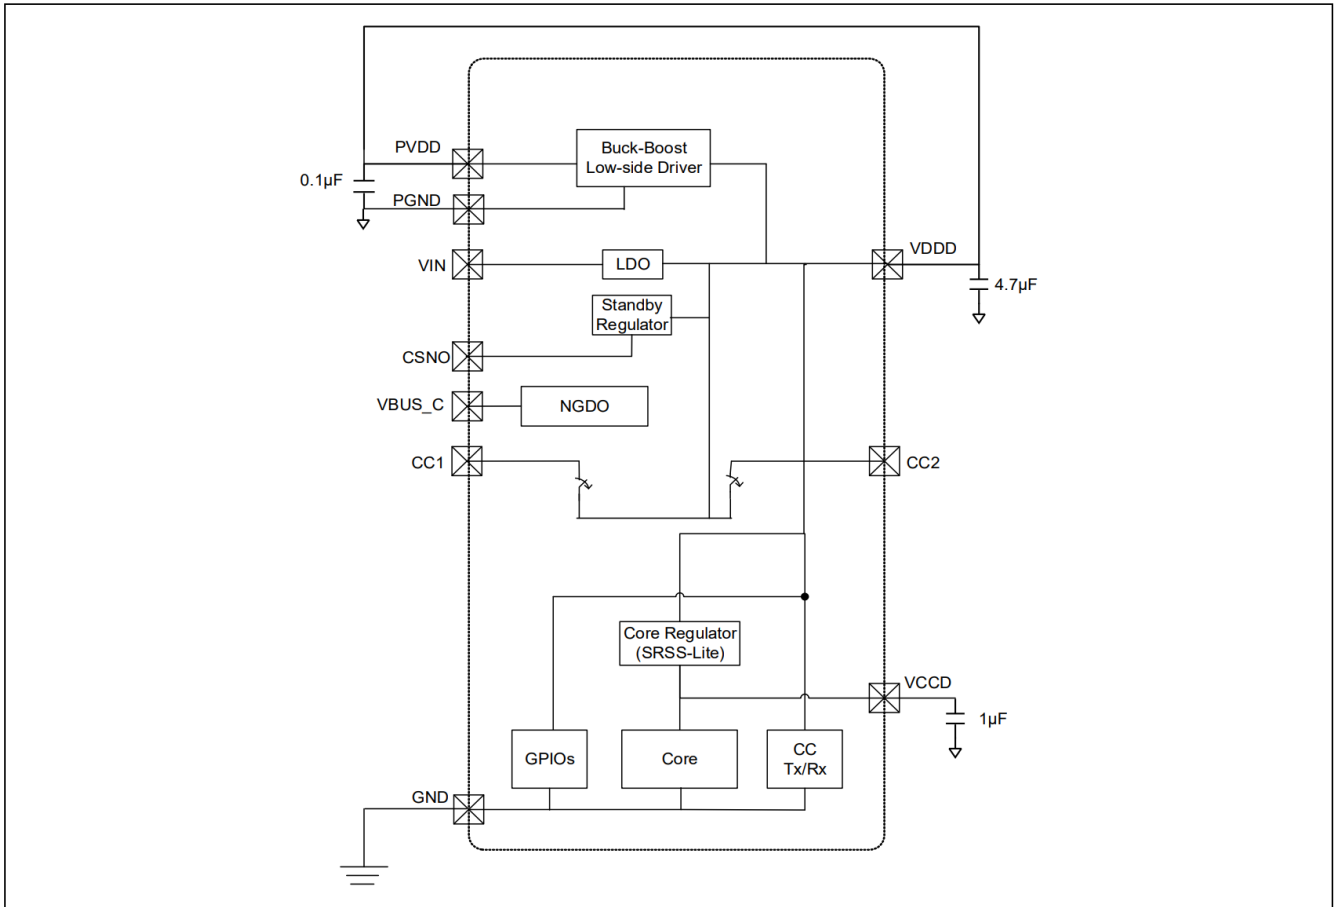 PVDD
Buck-Boost
Low-side Driver
0.1µF
PGND
VIN
LDO
VDDD
4.7µF
Standby
Regulator
CSNO
VBUS_C
NGDO
CC1
CC2
Core Regulator
(SRSS-Lite)
VCCD
1µF
GPIOs
Core
CC
Tx/Rx
GND